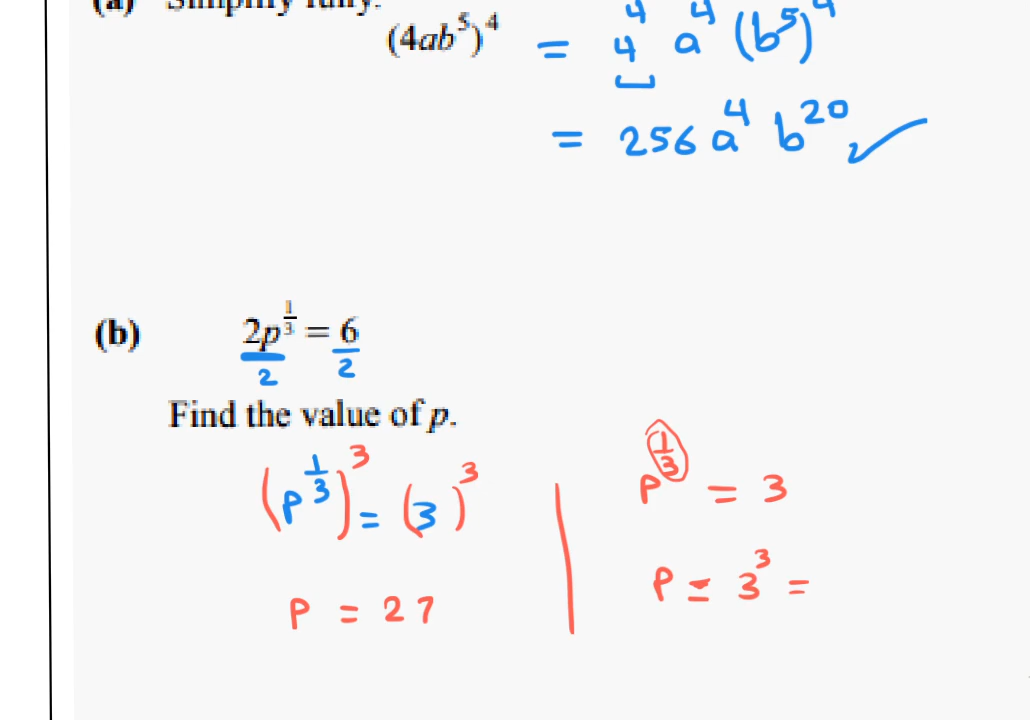 (a) Simplify fully.
(4ab⁵)⁴ = 4⁴ a⁴ (b⁵)⁴
= 256 a⁴ b²⁰
(b) 2p^(1/3) = 6
2 2
Find the value of p.
(p^(1/3))³ = (3)³
p = 27
p^(1/3) = 3
p = 3³ =